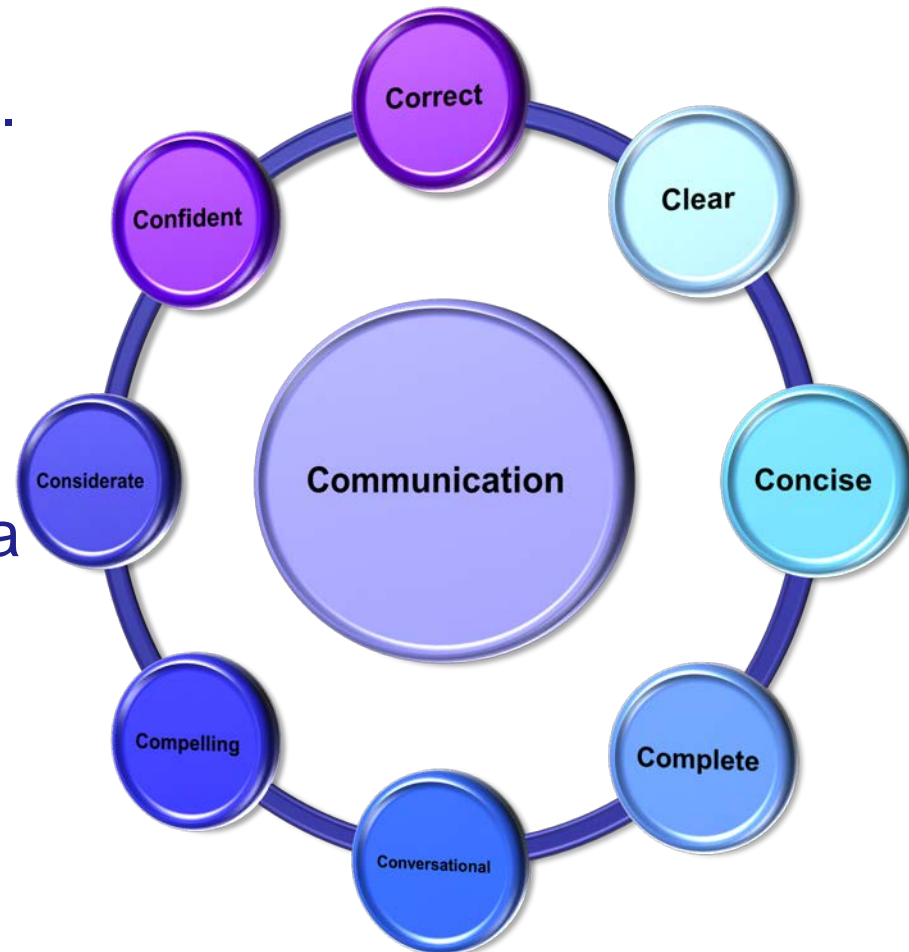 .
Correct
Clear
Confident
Communication
Considerate
Concise
a
Compelling
Complete
Conversational